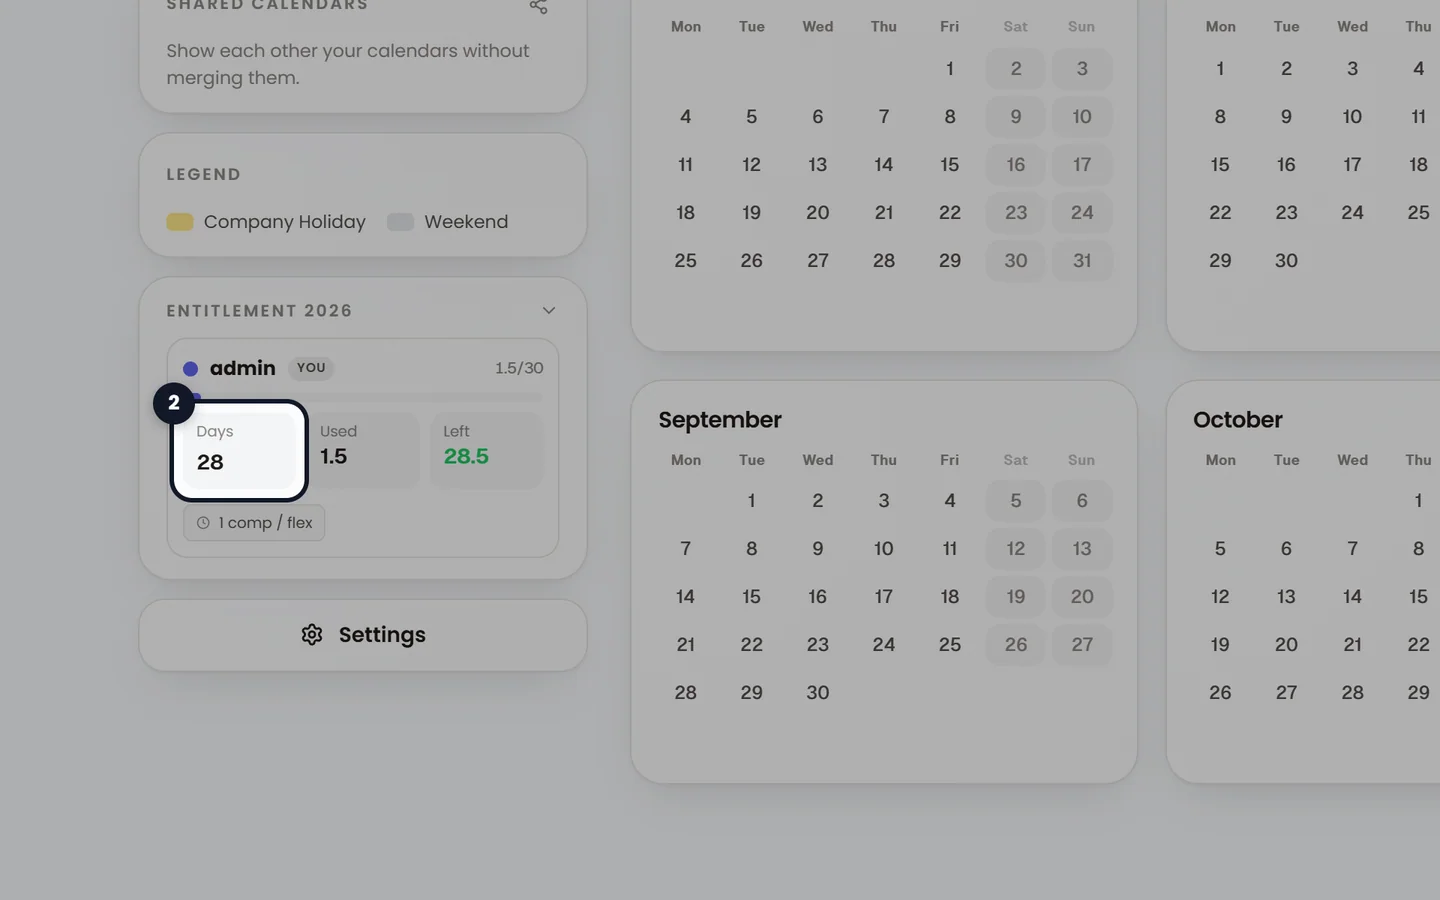 SHARED CALENDARS
Show each other your calendars without
merging them.
LEGEND
Company Holiday Weekend
ENTITLEMENT 2026
admin YOU 1.5/30
2
Days Used Left
28 1.5 28.5
1 comp / flex
Settings
Mon Tue Wed Thu Fri Sat Sun
1 2 3
4 5 6 7 8 9 10
11 12 13 14 15 16 17
18 19 20 21 22 23 24
25 26 27 28 29 30 31
Mon Tue Wed Thu
1 2 3 4
8 9 10 11
15 16 17 18
22 23 24 25
29 30
September
Mon Tue Wed Thu Fri Sat Sun
1 2 3 4 5 6
7 8 9 10 11 12 13
14 15 16 17 18 19 20
21 22 23 24 25 26 27
28 29 30
October
Mon Tue Wed Thu
1
5 6 7 8
12 13 14 15
19 20 21 22
26 27 28 29